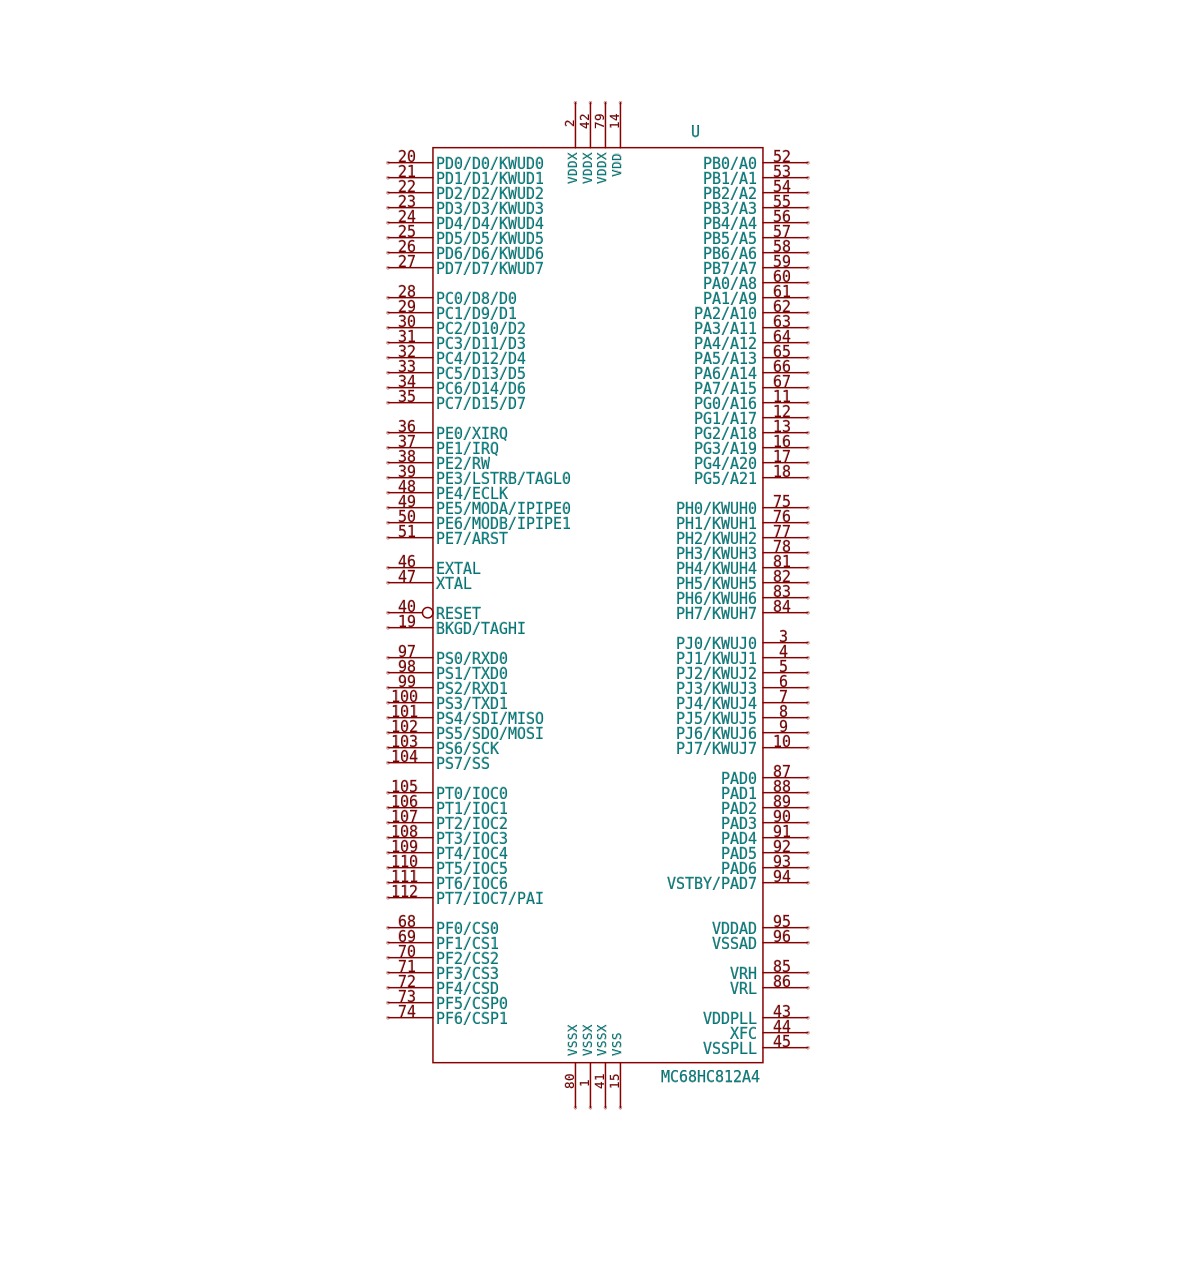 2 42 79 14
U
VDDX VDDX VDDX VDD
20 PD0/D0/KWUD0
21 PD1/D1/KWUD1
22 PD2/D2/KWUD2
23 PD3/D3/KWUD3
24 PD4/D4/KWUD4
25 PD5/D5/KWUD5
26 PD6/D6/KWUD6
27 PD7/D7/KWUD7
28 PC0/D8/D0
29 PC1/D9/D1
30 PC2/D10/D2
31 PC3/D11/D3
32 PC4/D12/D4
33 PC5/D13/D5
34 PC6/D14/D6
35 PC7/D15/D7
36 PE0/XIRQ
37 PE1/IRQ
38 PE2/RW
39 PE3/LSTRB/TAGL0
48 PE4/ECLK
49 PE5/MODA/IPIPE0
50 PE6/MODB/IPIPE1
51 PE7/ARST
46 EXTAL
47 XTAL
40 RESET
19 BKGD/TAGHI
97 PS0/RXD0
98 PS1/TXD0
99 PS2/RXD1
100 PS3/TXD1
101 PS4/SDI/MISO
102 PS5/SDO/MOSI
103 PS6/SCK
104 PS7/SS
105 PT0/IOC0
106 PT1/IOC1
107 PT2/IOC2
108 PT3/IOC3
109 PT4/IOC4
110 PT5/IOC5
111 PT6/IOC6
112 PT7/IOC7/PAI
68 PF0/CS0
69 PF1/CS1
70 PF2/CS2
71 PF3/CS3
72 PF4/CSD
73 PF5/CSP0
74 PF6/CSP1
PB0/A0 52
PB1/A1 53
PB2/A2 54
PB3/A3 55
PB4/A4 56
PB5/A5 57
PB6/A6 58
PB7/A7 59
PA0/A8 60
PA1/A9 61
PA2/A10 62
PA3/A11 63
PA4/A12 64
PA5/A13 65
PA6/A14 66
PA7/A15 67
PG0/A16 11
PG1/A17 12
PG2/A18 13
PG3/A19 16
PG4/A20 17
PG5/A21 18
PH0/KWUH0 75
PH1/KWUH1 76
PH2/KWUH2 77
PH3/KWUH3 78
PH4/KWUH4 81
PH5/KWUH5 82
PH6/KWUH6 83
PH7/KWUH7 84
PJ0/KWUJ0 3
PJ1/KWUJ1 4
PJ2/KWUJ2 5
PJ3/KWUJ3 6
PJ4/KWUJ4 7
PJ5/KWUJ5 8
PJ6/KWUJ6 9
PJ7/KWUJ7 10
PAD0 87
PAD1 88
PAD2 89
PAD3 90
PAD4 91
PAD5 92
PAD6 93
VSTBY/PAD7 94
VDDAD 95
VSSAD 96
VRH 85
VRL 86
VDDPLL 43
XFC 44
VSSPLL 45
VSSX VSSX VSSX VSS
80 1 41 15
MC68HC812A4